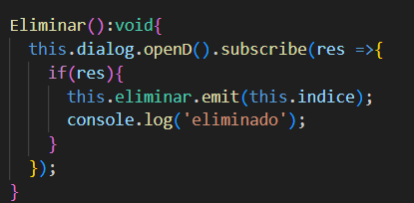 Eliminar():void{
this.dialog.openD().subscribe(res =>{
if(res){
this.eliminar.emit(this.indice);
console.log('eliminado');
}
});
}